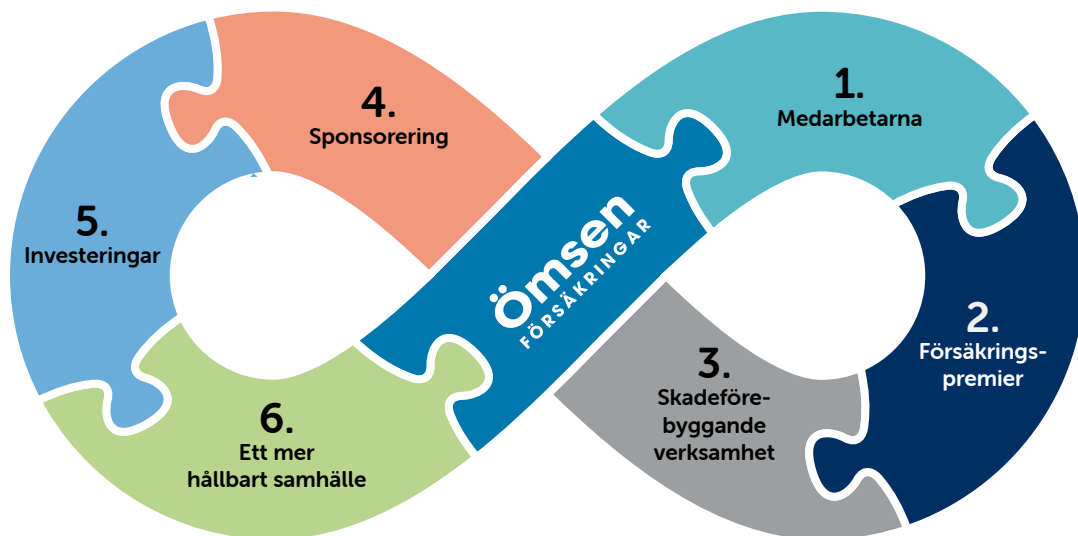 1.
Medarbetarna
2.
Försäkrings-
premier
3.
Skadeföre-
byggande
verksamhet
4.
Sponsorering
5.
Investeringar
6.
Ett mer
hållbart samhälle
Ömsen
FÖRSÄKRINGAR